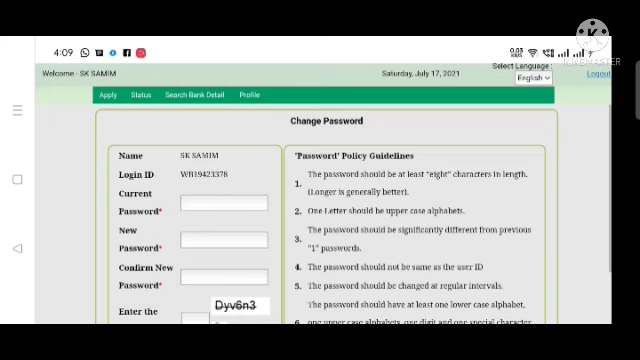 4:09
0.03
KB/S
KINEMASTER
Welcome - SK SAMIM
Saturday, July 17, 2021
Select Language :
English
Logout
Apply Status Search Bank Detail Profile
Change Password
Name SK SAMIM
Login ID WB19423378
Current
Password*
New
Password*
Confirm New
Password*
Dyv6n3
Enter the
'Password' Policy Guidelines
1. The password should be at least "eight" characters in length.
(Longer is generally better).
2. One Letter should be upper case alphabets.
3. The password should be significantly different from previous
"1" passwords.
4. The password should not be same as the user ID
5. The password should be changed at regular intervals.
The password should have at least one lower case alphabet,
6. one upper case alphabets, one digit and one special character